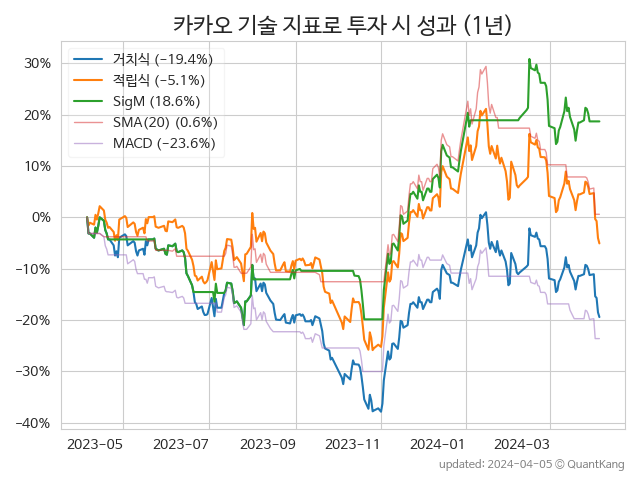 카카오 기술 지표로 투자 시 성과 (1년)
거치식 (−19.4%)
적립식 (−5.1%)
SigM (18.6%)
SMA(20) (0.6%)
MACD (−23.6%)
30%
20%
10%
0%
−10%
−20%
−30%
−40%
2023−05
2023−07
2023−09
2023−11
2024−01
2024−03
updated: 2024−04−05 © QuantKang